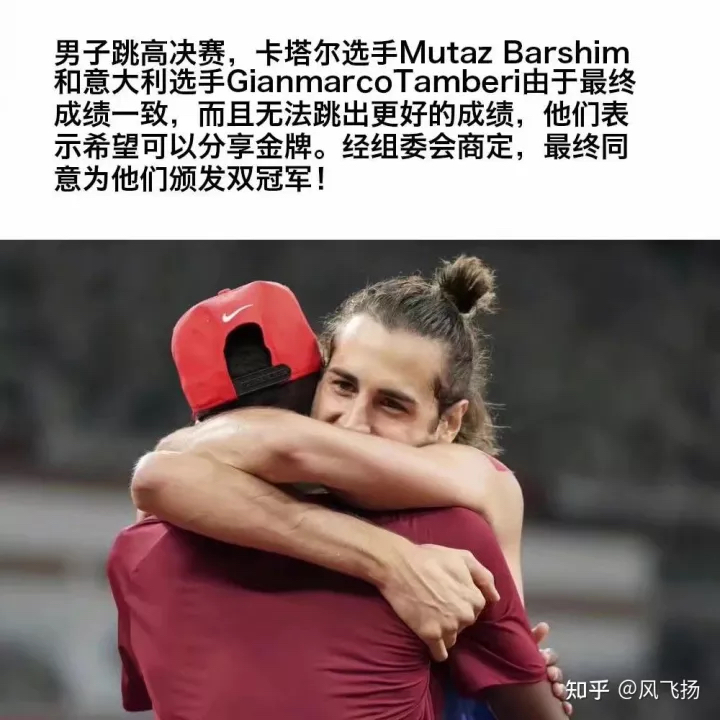 男子跳高决赛，卡塔尔选手Mutaz Barshim
和意大利选手GianmarcoTamberi由于最终
成绩一致，而且无法跳出更好的成绩，他们表
示希望可以分享金牌。经组委会商定，最终同
意为他们颁发双冠军！
知乎 @风飞扬